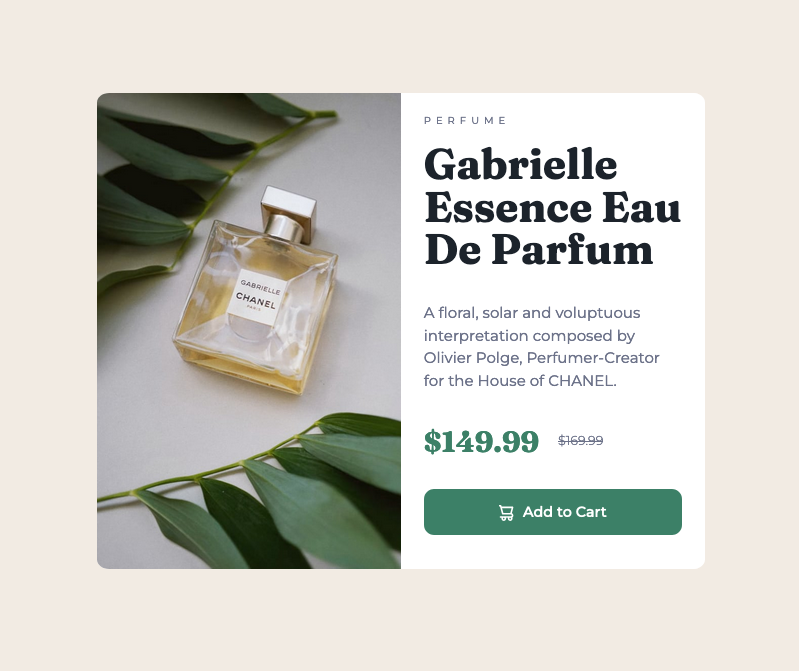 GABRIELLE
CHANEL
PARIS
PERFUME
Gabrielle
Essence Eau
De Parfum
A floral, solar and voluptuous
interpretation composed by
Olivier Polge, Perfumer-Creator
for the House of CHANEL.
$149.99 $169.99
Add to Cart